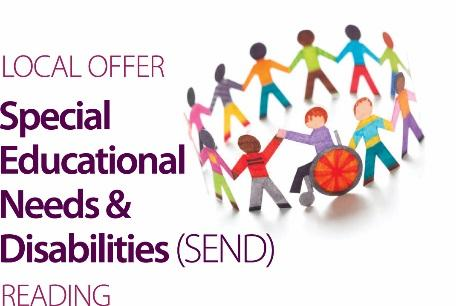 LOCAL OFFER
Special
Educational
Needs &
Disabilities (SEND)
READING